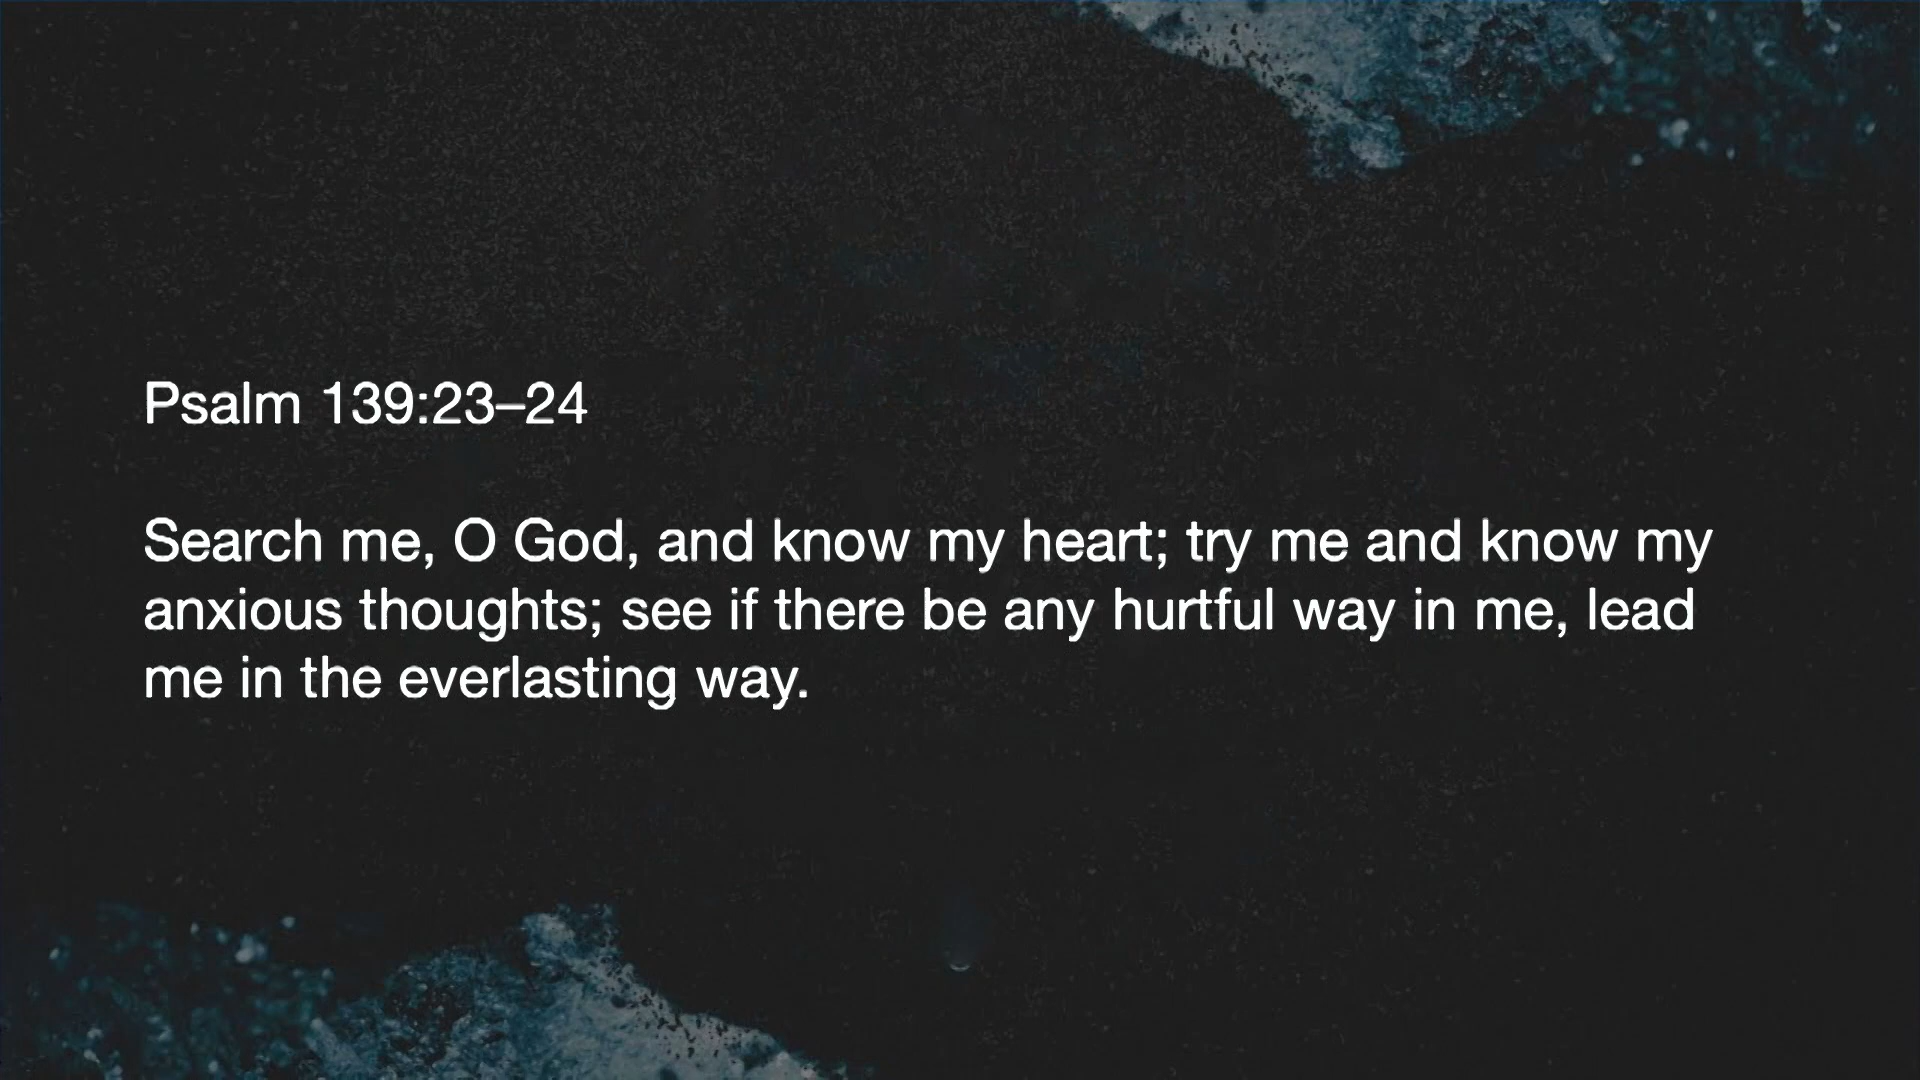 Psalm 139:23–24
Search me, O God, and know my heart; try me and know my
anxious thoughts; see if there be any hurtful way in me, lead
me in the everlasting way.